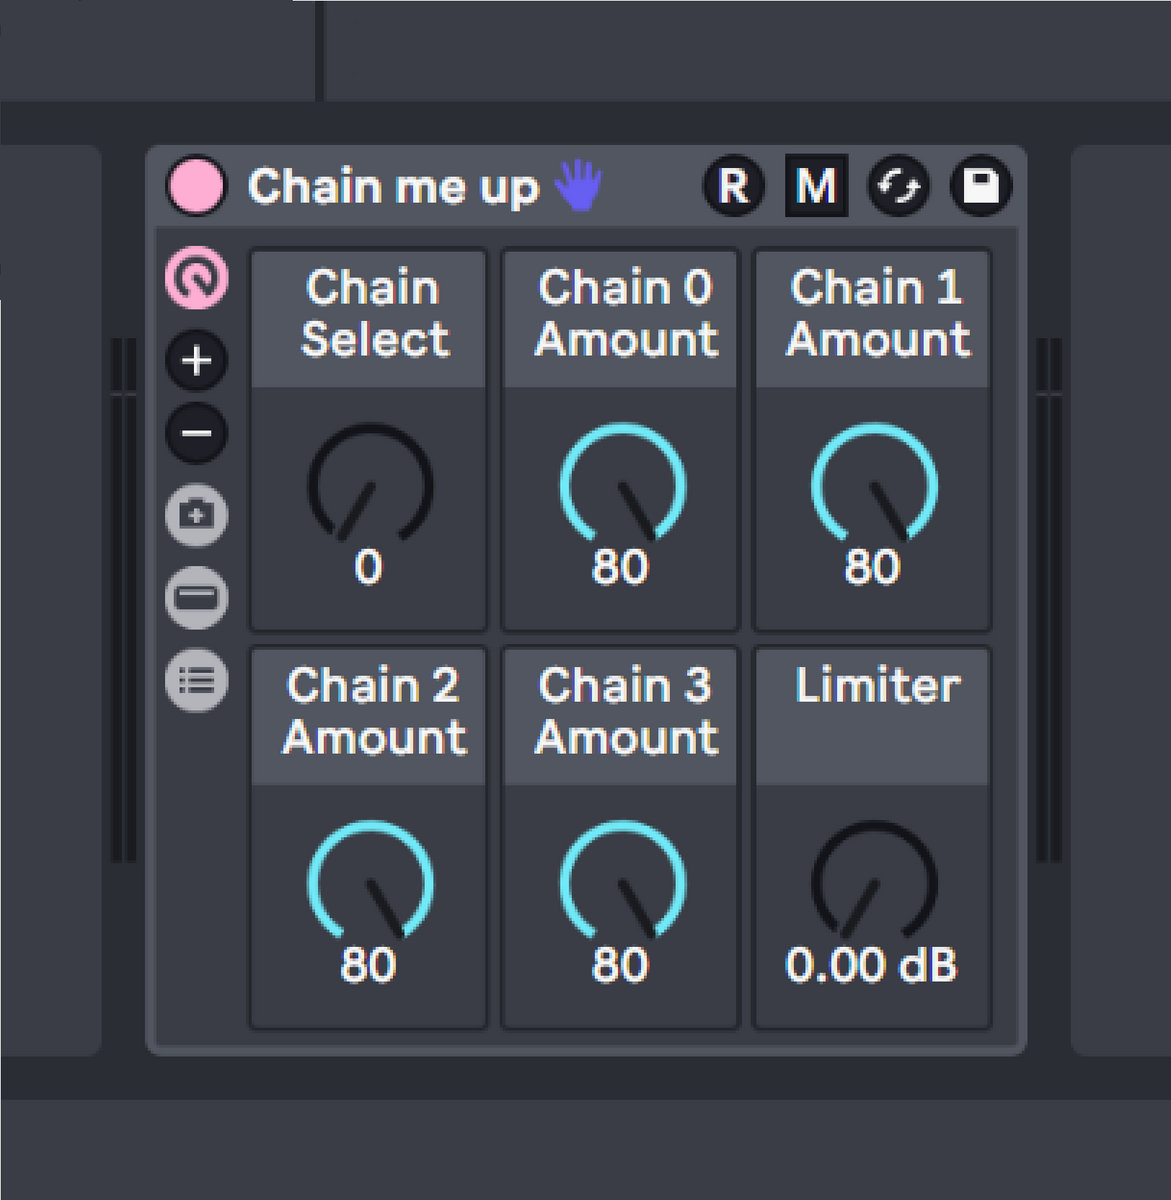 Chain me up R M
Chain
Select
0
Chain 0
Amount
80
Chain 1
Amount
80
Chain 2
Amount
80
Chain 3
Amount
80
Limiter
0.00 dB